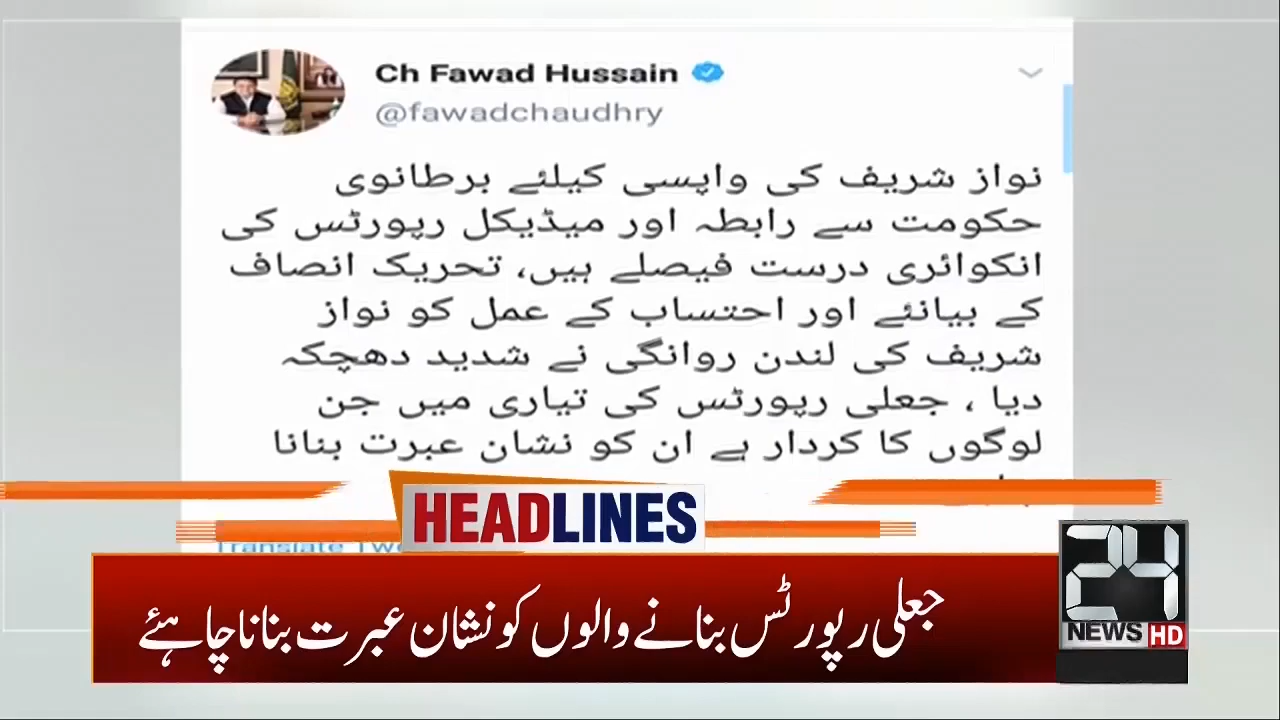 Ch Fawad Hussain
@fawadchaudhry
نواز شریف کی واپسی کیلئے برطانوی
حکومت سے رابطہ اور میڈیکل رپورٹس کی
انکوائری درست فیصلے ہیں، تحریک انصاف
کے بیانئے اور احتساب کے عمل کو نواز
شریف کی لندن روانگی نے شدید دھچکہ
دیا ، جعلی رپورٹس کی تیاری میں جن
لوگوں کا کردار ہے ان کو نشان عبرت بنانا
HEADLINES
Translate
جعلی رپورٹس بنانے والوں کو نشان عبرت بنانا چاہئے
24
NEWS HD